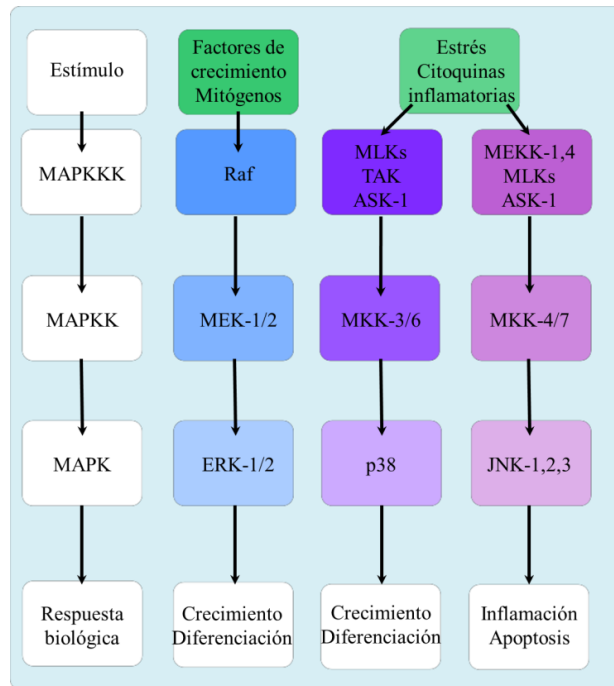 Estímulo
Factores de
crecimiento
Mitógenos
Estrés
Citoquinas
inflamatorias
MAPKKK
Raf
MLKs
TAK
ASK-1
MEKK-1,4
MLKs
ASK-1
MAPKK
MEK-1/2
MKK-3/6
MKK-4/7
MAPK
ERK-1/2
p38
JNK-1,2,3
Respuesta
biológica
Crecimiento
Diferenciación
Crecimiento
Diferenciación
Inflamación
Apoptosis